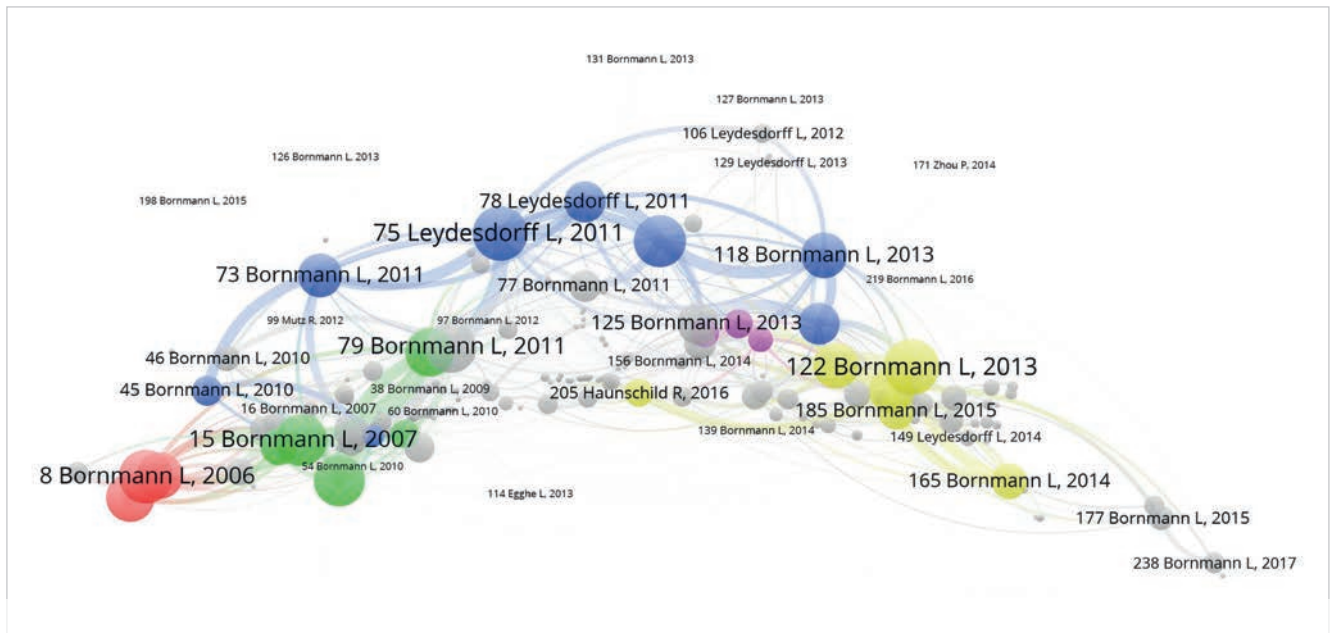 131 Bornmann L, 2013
127 Bornmann L, 2013
106 Leydesdorff L, 2012
126 Bornmann L, 2013
129 Leydesdorff L, 2013
171 Zhou P, 2014
198 Bornmann L, 2015
78 Leydesdorff L, 2011
75 Leydesdorff L, 2011
118 Bornmann L, 2013
73 Bornmann L, 2011
219 Bornmann L, 2016
77 Bornmann L, 2011
99 Mutz R, 2012
97 Bornmann L, 2012
125 Bornmann L, 2013
79 Bornmann L, 2011
46 Bornmann L, 2010
156 Bornmann L, 2014
122 Bornmann L, 2013
45 Bornmann L, 2010
38 Bornmann L, 2009
205 Haunschild R, 2016
16 Bornmann L, 2007
60 Bornmann L, 2010
185 Bornmann L, 2015
139 Bornmann L, 2014
15 Bornmann L, 2007
149 Leydesdorff L, 2014
54 Bornmann L, 2010
8 Bornmann L, 2006
165 Bornmann L, 2014
114 Egghe L, 2013
177 Bornmann L, 2015
238 Bornmann L, 2017